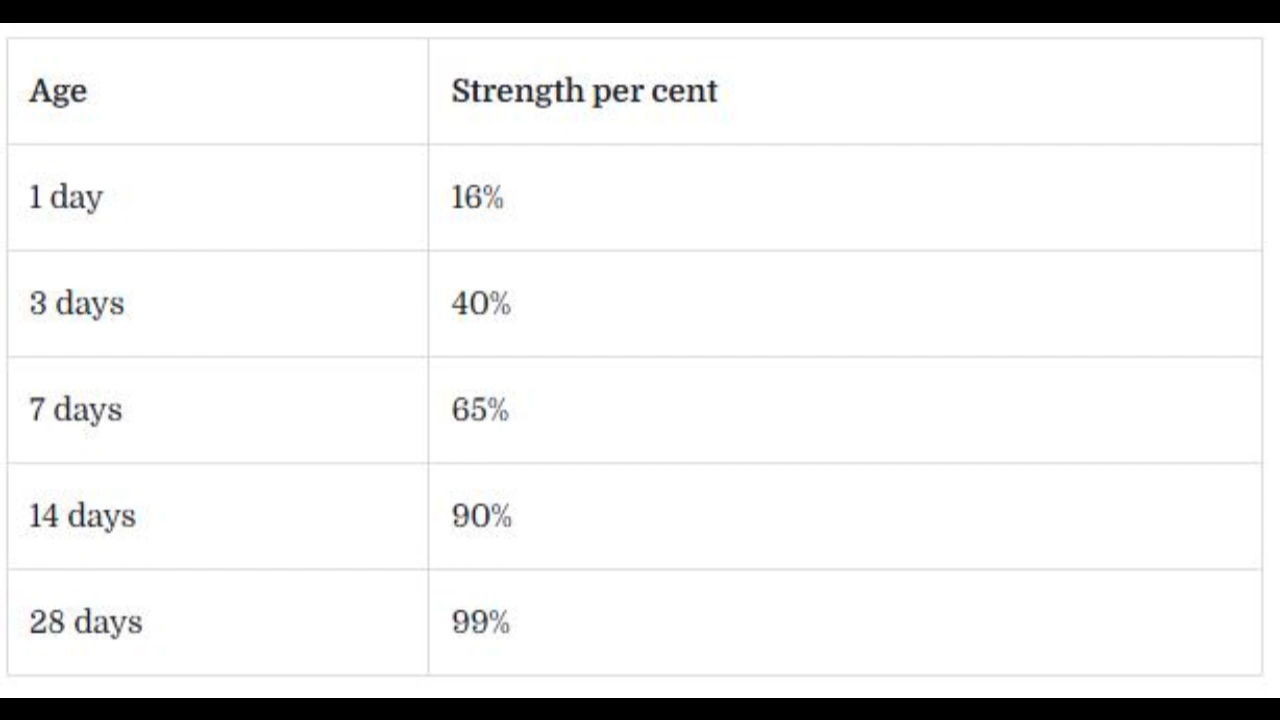 Age Strength per cent
1 day 16%
3 days 40%
7 days 65%
14 days 90%
28 days 99%